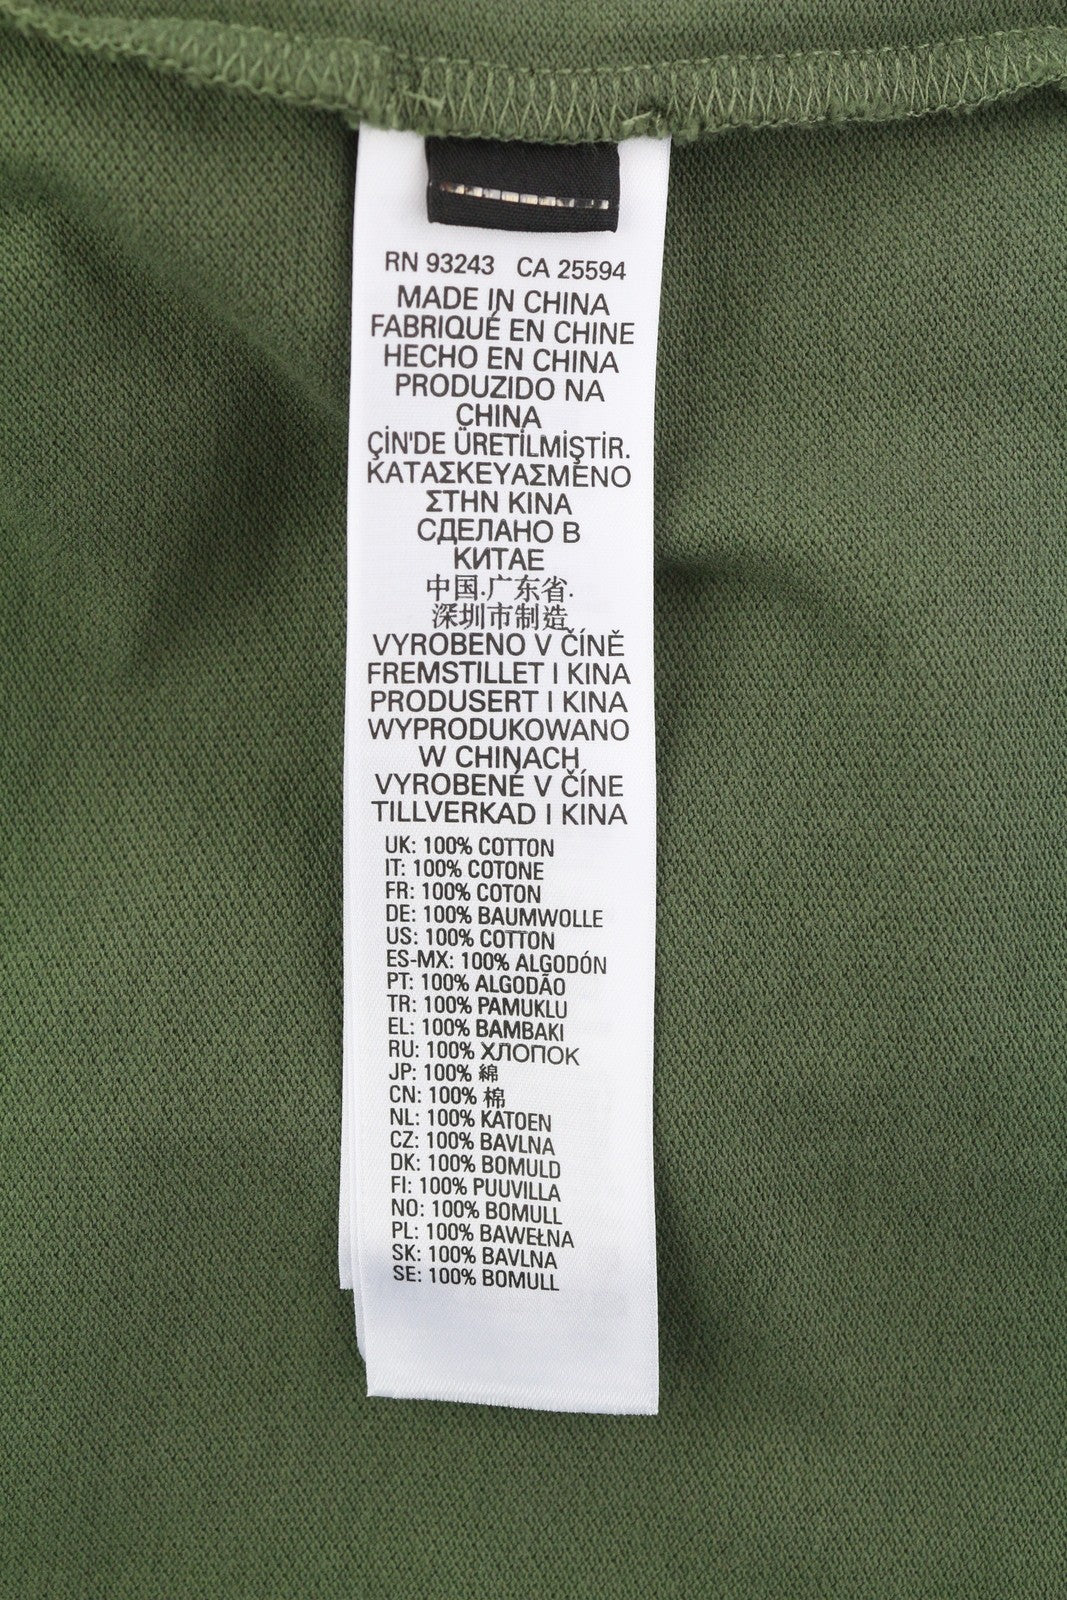 RN 93243 CA 25594
MADE IN CHINA
FABRIQUÉ EN CHINE
HECHO EN CHINA
PRODUZIDO NA
CHINA
ÇİN'DE ÜRETİLMİŞTİR.
ΚΑΤΑΣΚΕΥΑΣΜΕΝΟ
ΣΤΗΝ ΚΙΝΑ
СДЕЛАНО В
КИТАЕ
中国.广东省.
深圳市制造
VYROBENO V ČÍNĚ
FREMSTILLET I KINA
PRODUSERT I KINA
WYPRODUKOWANO
W CHINACH
VYROBENÉ V ČÍNE
TILLVERKAD I KINA
UK: 100% COTTON
IT: 100% COTONE
FR: 100% COTON
DE: 100% BAUMWOLLE
US: 100% COTTON
ES-MX: 100% ALGODÓN
PT: 100% ALGODÃO
TR: 100% PAMUKLU
EL: 100% BAMBAKI
RU: 100% ХЛОПОК
JP: 100% 綿
CN: 100% 棉
NL: 100% KATOEN
CZ: 100% BAVLNA
DK: 100% BOMULD
FI: 100% PUUVILLA
NO: 100% BOMULL
PL: 100% BAWEŁNA
SK: 100% BAVLNA
SE: 100% BOMULL